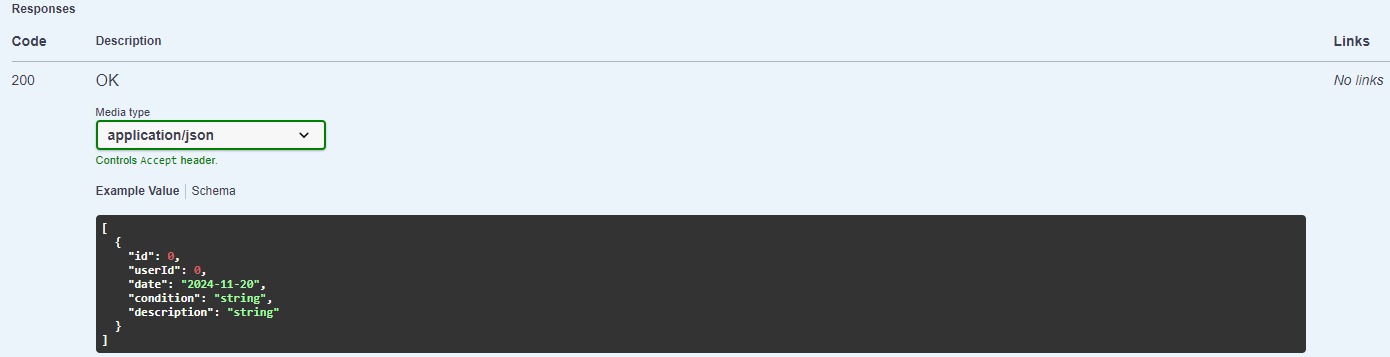 Responses
Code Description Links
200 OK No links
Media type
application/json
Controls Accept header.
Example Value Schema
[
  {
    "id": 0,
    "userId": 0,
    "date": "2024-11-20",
    "condition": "string",
    "description": "string"
  }
]